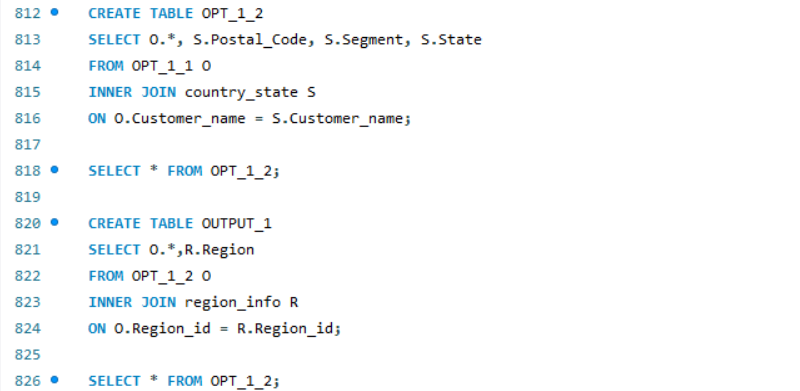 812 CREATE TABLE OPT_1_2
813 SELECT O.*, S.Postal_Code, S.Segment, S.State
814 FROM OPT_1_1 O
815 INNER JOIN country_state S
816 ON O.Customer_name = S.Customer_name;
817
818 SELECT * FROM OPT_1_2;
819
820 CREATE TABLE OUTPUT_1
821 SELECT O.*,R.Region
822 FROM OPT_1_2 O
823 INNER JOIN region_info R
824 ON O.Region_id = R.Region_id;
825
826 SELECT * FROM OPT_1_2;